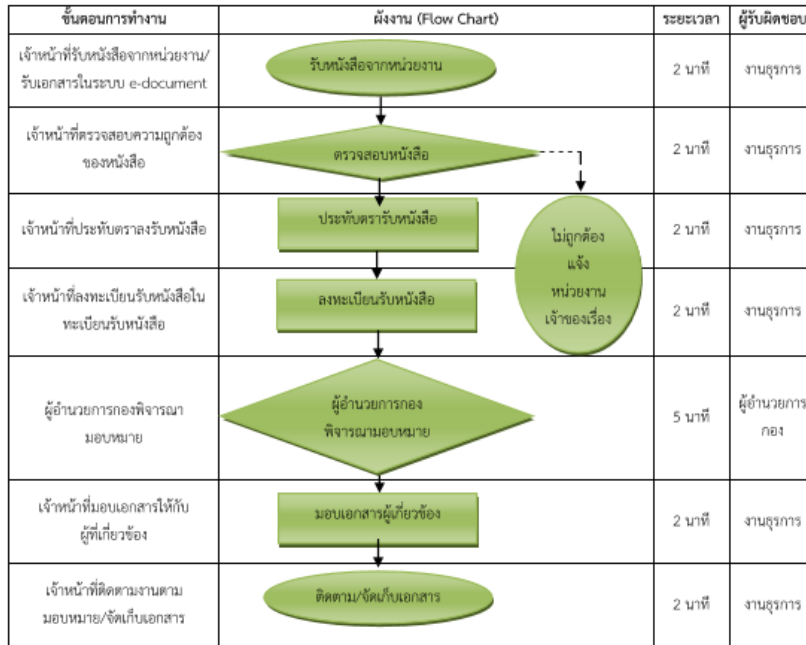 ขั้นตอนการทำงาน ผังงาน (Flow Chart) ระยะเวลา ผู้รับผิดชอบ
เจ้าหน้าที่รับหนังสือจากหน่วยงาน/
รับเอกสารในระบบ e-document
รับหนังสือจากหน่วยงาน
2 นาที
งานธุรการ
เจ้าหน้าที่ตรวจสอบความถูกต้อง
ของหนังสือ
ตรวจสอบหนังสือ
2 นาที
งานธุรการ
เจ้าหน้าที่ประทับตราลงรับหนังสือ
ประทับตรารับหนังสือ
ไม่ถูกต้อง
แจ้ง
หน่วยงาน
เจ้าของเรื่อง
2 นาที
งานธุรการ
เจ้าหน้าที่ลงทะเบียนรับหนังสือใน
ทะเบียนรับหนังสือ
ลงทะเบียนรับหนังสือ
2 นาที
งานธุรการ
ผู้อำนวยการกองพิจารณา
มอบหมาย
ผู้อำนวยการกอง
พิจารณามอบหมาย
5 นาที
ผู้อำนวยการ
กอง
เจ้าหน้าที่มอบเอกสารให้กับ
ผู้ที่เกี่ยวข้อง
มอบเอกสารผู้เกี่ยวข้อง
2 นาที
งานธุรการ
เจ้าหน้าที่ติดตามงานตาม
มอบหมาย/จัดเก็บเอกสาร
ติดตาม/จัดเก็บเอกสาร
2 นาที
งานธุรการ